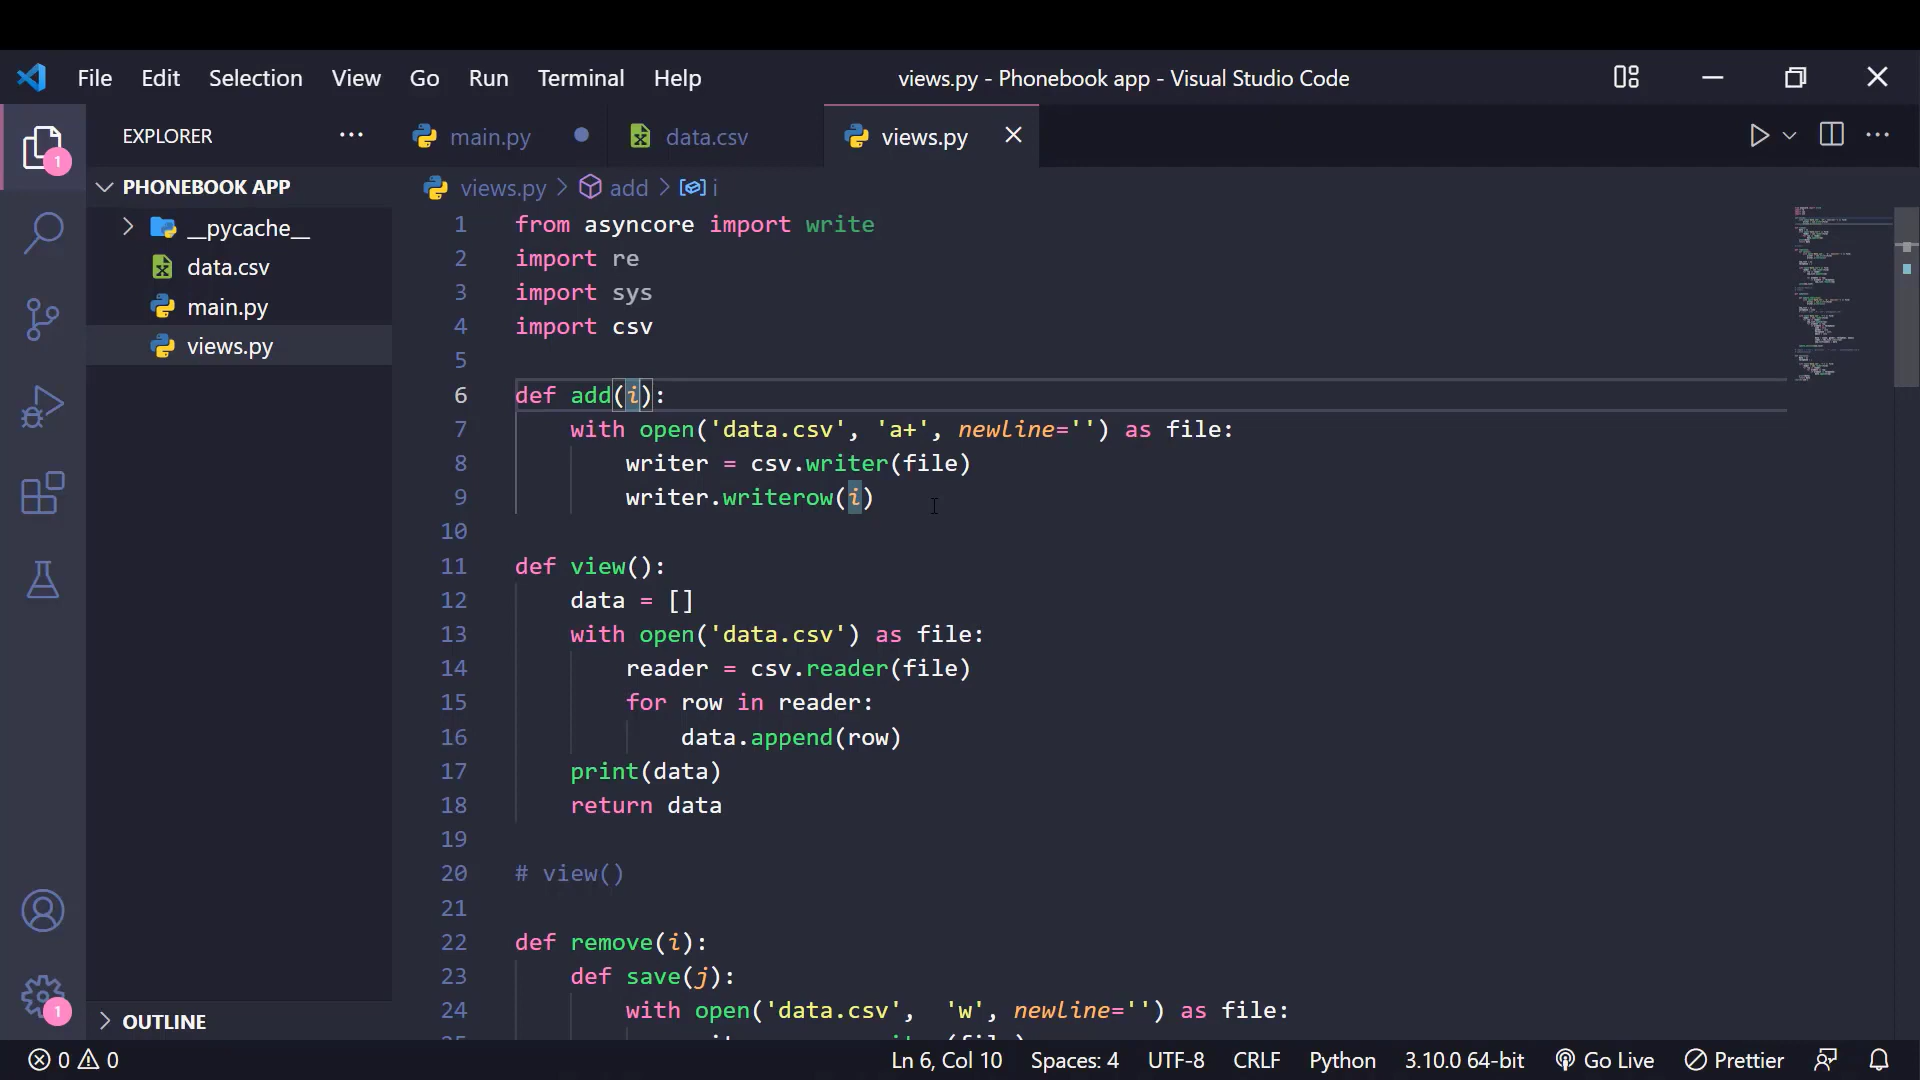 File Edit Selection View Go Run Terminal Help views.py - Phonebook app - Visual Studio Code
EXPLORER main.py data.csv views.py
1
PHONEBOOK APP
views.py > add > i
__pycache__
data.csv
main.py
views.py
1 from asyncore import write
2 import re
3 import sys
4 import csv
5
6 def add(i):
7 with open('data.csv', 'a+', newline='') as file:
8 writer = csv.writer(file)
9 writer.writerow(i)
10
11 def view():
12 data = []
13 with open('data.csv') as file:
14 reader = csv.reader(file)
15 for row in reader:
16 data.append(row)
17 print(data)
18 return data
19
20 # view()
21
22 def remove(i):
23 def save(j):
24 with open('data.csv', 'w', newline='') as file:
1
OUTLINE
0 0 Ln 6, Col 10 Spaces: 4 UTF-8 CRLF Python 3.10.0 64-bit Go Live Prettier